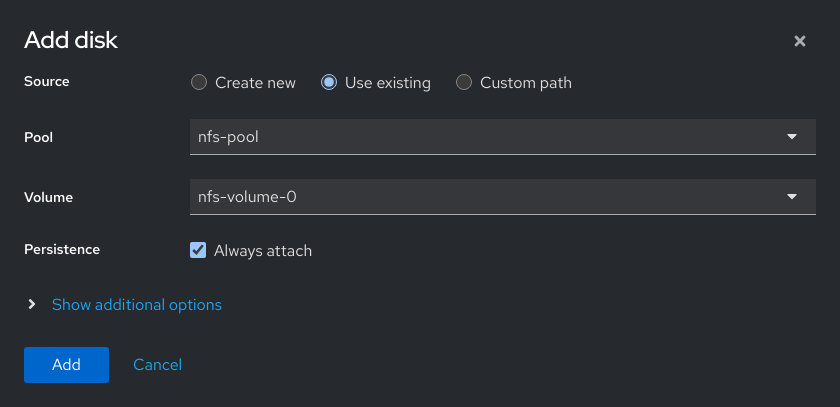 Add disk
Source Create new Use existing Custom path
Pool nfs-pool
Volume nfs-volume-0
Persistence Always attach
Show additional options
Add Cancel